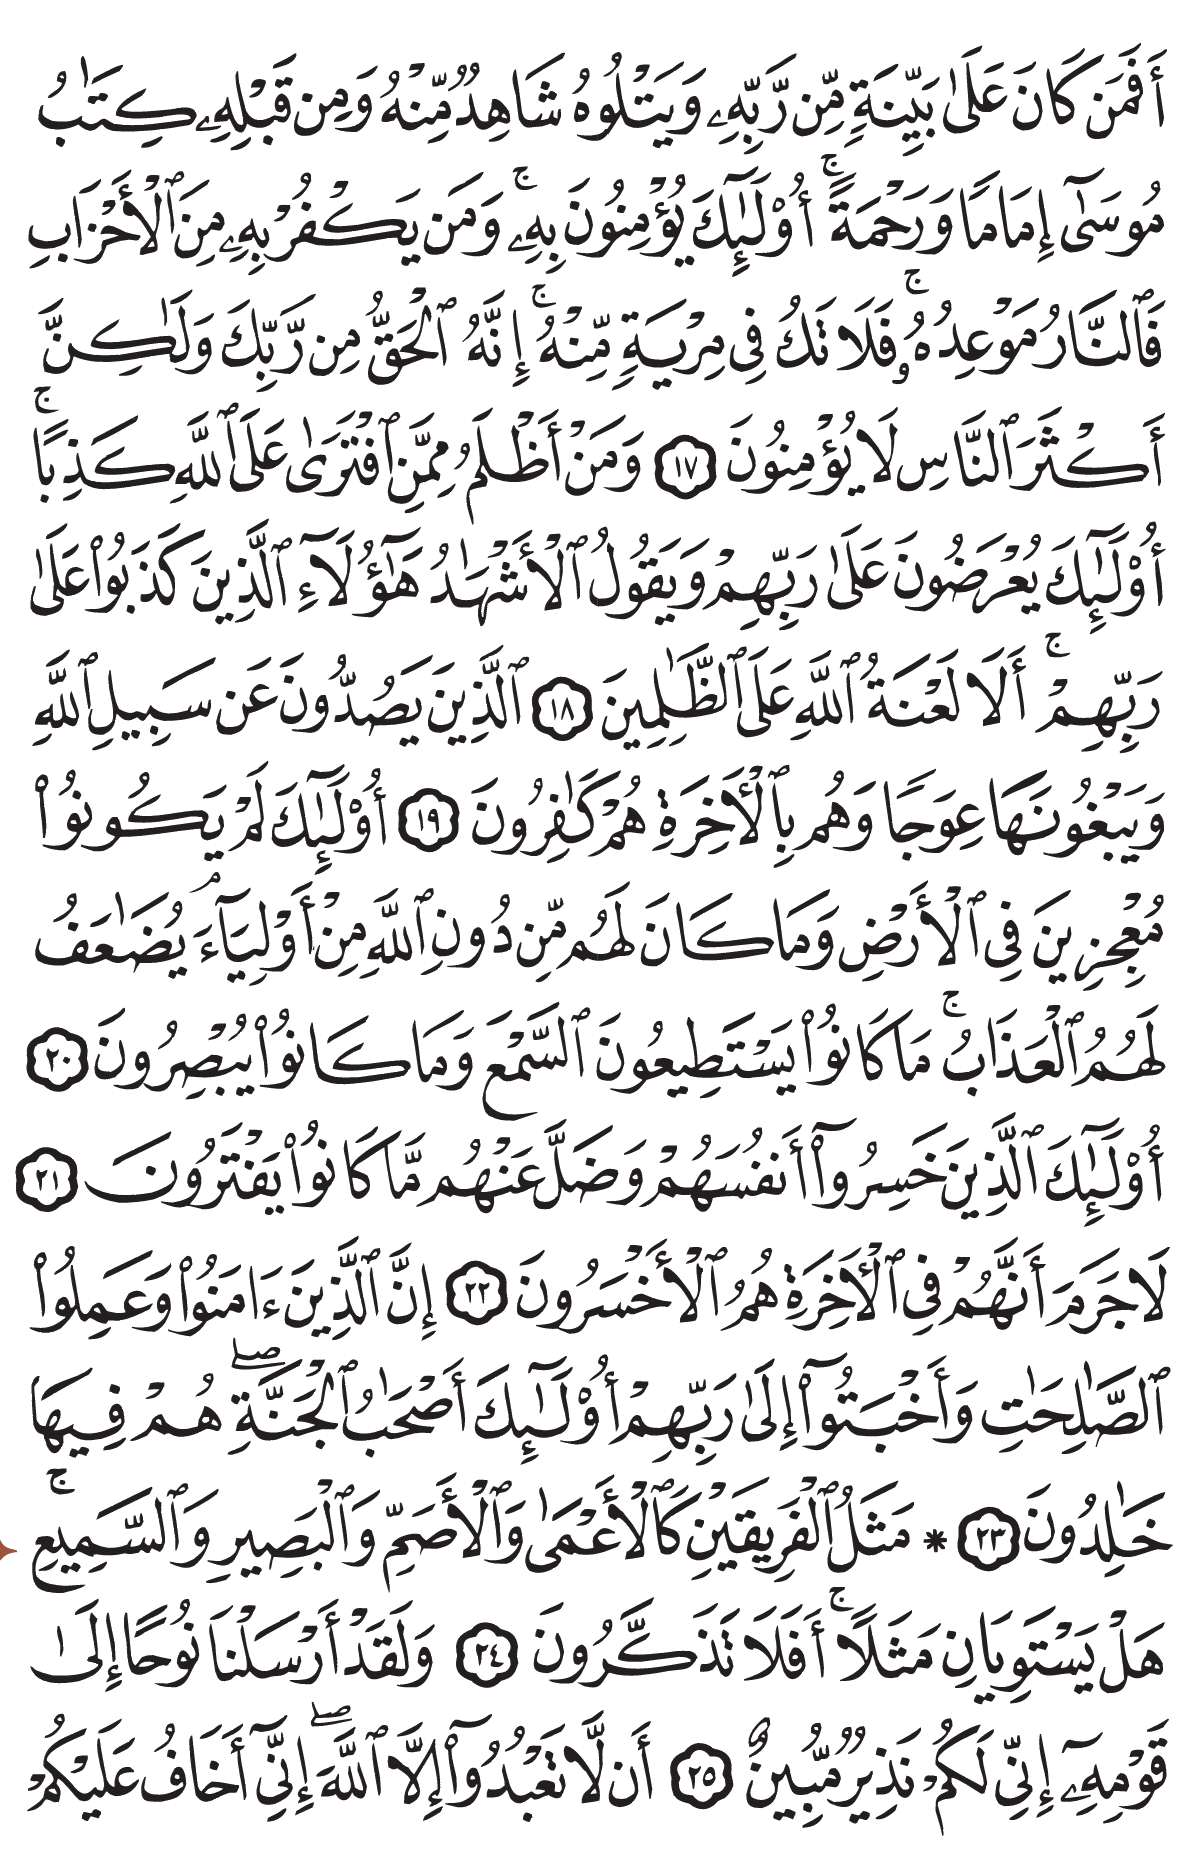 أَفَمَن كَانَ عَلَىٰ بَيِّنَةٍ مِّن رَّبِّهِۦ وَيَتْلُوهُ شَاهِدٌ مِّنْهُ وَمِن قَبْلِهِۦ كِتَٰبُ
مُوسَىٰٓ إِمَامًا وَرَحْمَةًۚ أُو۟لَٰٓئِكَ يُؤْمِنُونَ بِهِۦۚ وَمَن يَكْفُرْ بِهِۦ مِنَ ٱلْأَحْزَابِ
فَٱلنَّارُ مَوْعِدُهُۥۚ فَلَا تَكُ فِى مِرْيَةٍ مِّنْهُۚ إِنَّهُ ٱلْحَقُّ مِن رَّبِّكَ وَلَٰكِنَّ
أَكْثَرَ ٱلنَّاسِ لَا يُؤْمِنُونَ ١٧ وَمَنْ أَظْلَمُ مِمَّنِ ٱفْتَرَىٰ عَلَى ٱللَّهِ كَذِبًاۚ
أُو۟لَٰٓئِكَ يُعْرَضُونَ عَلَىٰ رَبِّهِمْ وَيَقُولُ ٱلْأَشْهَٰدُ هَٰٓؤُلَآءِ ٱلَّذِينَ كَذَبُوا۟ عَلَىٰ
رَبِّهِمْۚ أَلَا لَعْنَةُ ٱللَّهِ عَلَى ٱلظَّٰلِمِينَ ١٨ ٱلَّذِينَ يَصُدُّونَ عَن سَبِيلِ ٱللَّهِ
وَيَبْغُونَهَا عِوَجًا وَهُم بِٱلْأَخِرَةِ هُمْ كَٰفِرُونَ ١٩ أُو۟لَٰٓئِكَ لَمْ يَكُونُوا۟
مُعْجِزِينَ فِى ٱلْأَرْضِ وَمَا كَانَ لَهُم مِّن دُونِ ٱللَّهِ مِنْ أَوْلِيَآءَۘ يُضَٰعَفُ
لَهُمُ ٱلْعَذَابُۚ مَا كَانُوا۟ يَسْتَطِيعُونَ ٱلسَّمْعَ وَمَا كَانُوا۟ يُبْصِرُونَ ٢٠
أُو۟لَٰٓئِكَ ٱلَّذِينَ خَسِرُوٓا۟ أَنفُسَهُمْ وَضَلَّ عَنْهُم مَّا كَانُوا۟ يَفْتَرُونَ ٢١
لَا جَرَمَ أَنَّهُمْ فِى ٱلْأَخِرَةِ هُمُ ٱلْأَخْسَرُونَ ٢٢ إِنَّ ٱلَّذِينَ ءَامَنُوا۟ وَعَمِلُوا۟
ٱلصَّٰلِحَٰتِ وَأَخْبَتُوٓا۟ إِلَىٰ رَبِّهِمْ أُو۟لَٰٓئِكَ أَصْحَٰبُ ٱلْجَنَّةِۖ هُمْ فِيهَا
خَٰلِدُونَ ٢٣ * مَثَلُ ٱلْفَرِيقَيْنِ كَٱلْأَعْمَىٰ وَٱلْأَصَمِّ وَٱلْبَصِيرِ وَٱلسَّمِيعِۚ
هَلْ يَسْتَوِيَانِ مَثَلًاۚ أَفَلَا تَذَكَّرُونَ ٢٤ وَلَقَدْ أَرْسَلْنَا نُوحًا إِلَىٰ
قَوْمِهِۦٓ إِنِّى لَكُمْ نَذِيرٌ مُّبِينٌ ٢٥ أَن لَّا تَعْبُدُوٓا۟ إِلَّا ٱللَّهَۖ إِنِّىٓ أَخَافُ عَلَيْكُمْ